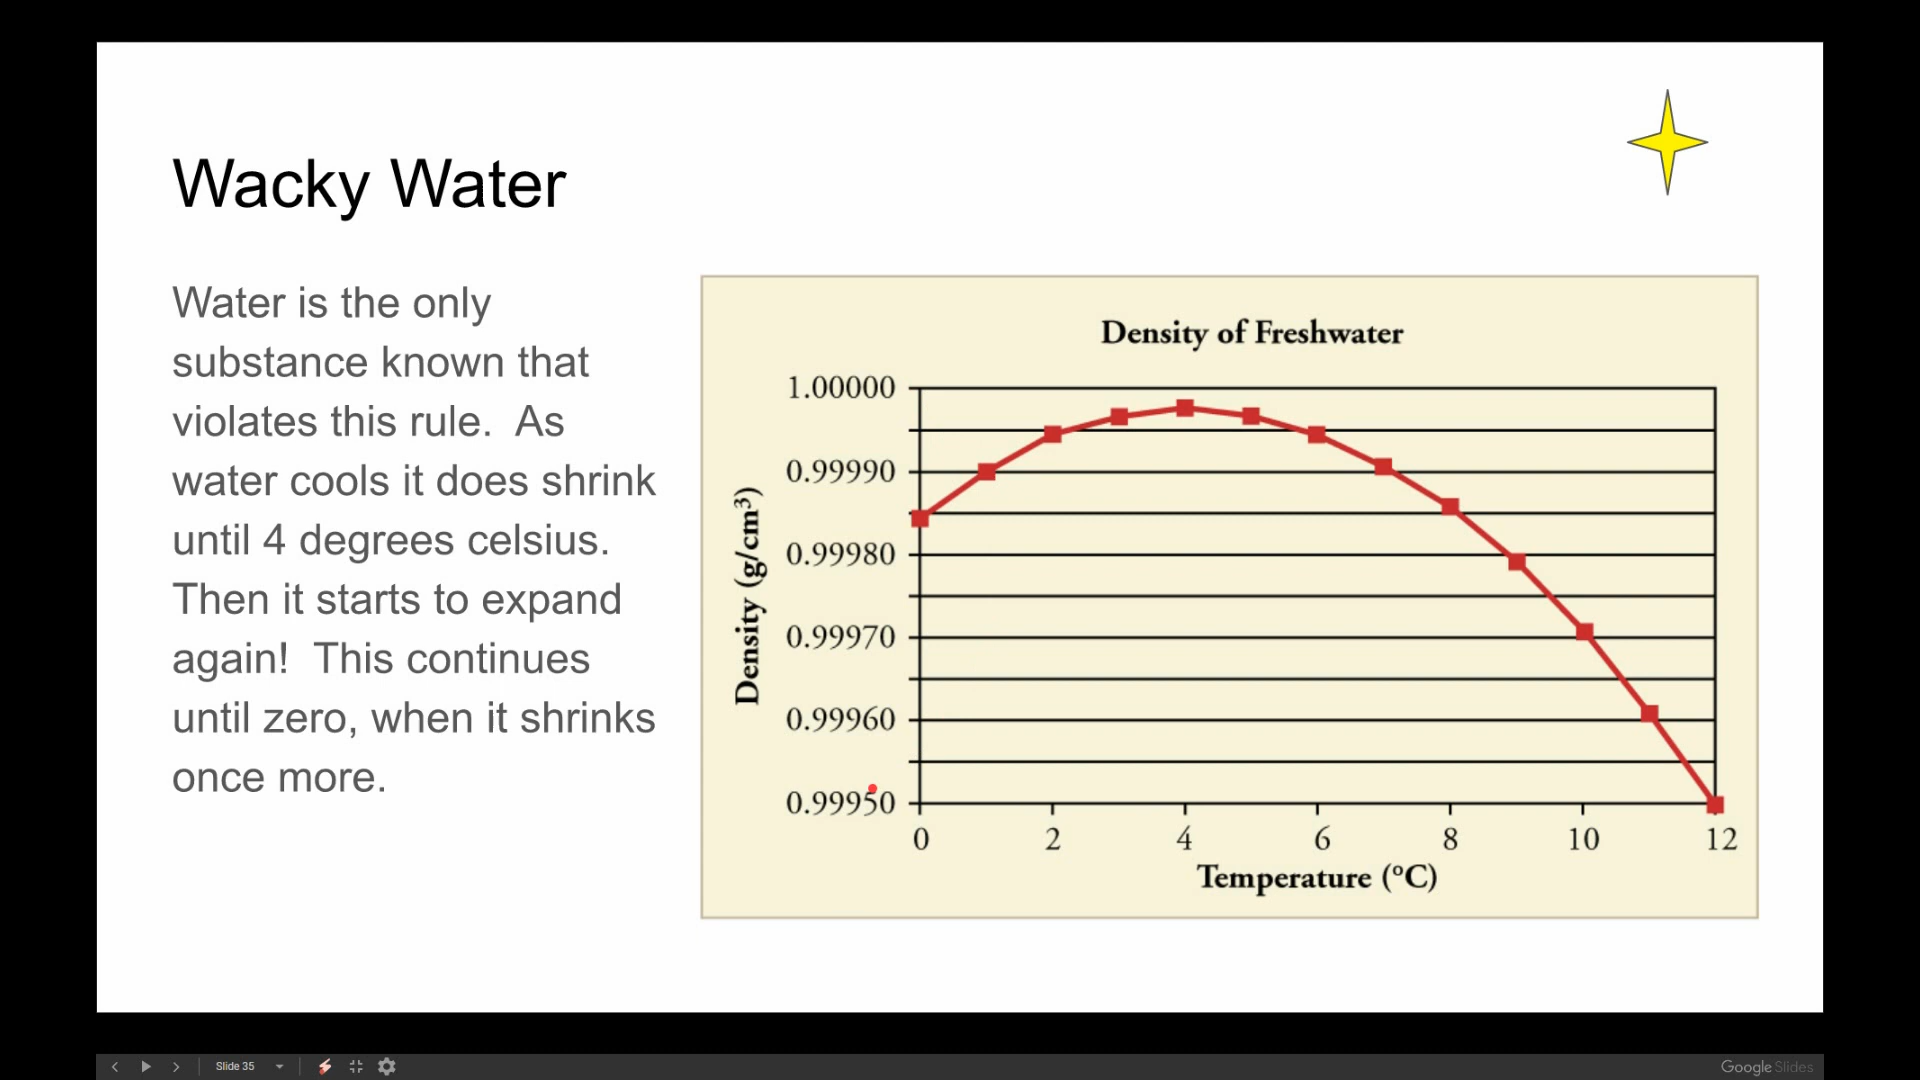 Wacky Water
Water is the only
substance known that
violates this rule.  As
water cools it does shrink
until 4 degrees celsius.
Then it starts to expand
again!  This continues
until zero, when it shrinks
once more.
Density of Freshwater
1.00000
0.99990
0.99980
0.99970
0.99960
0.99950
Density (g/cm³)
0 2 4 6 8 10 12
Temperature (°C)
Slide 35
Google Slides